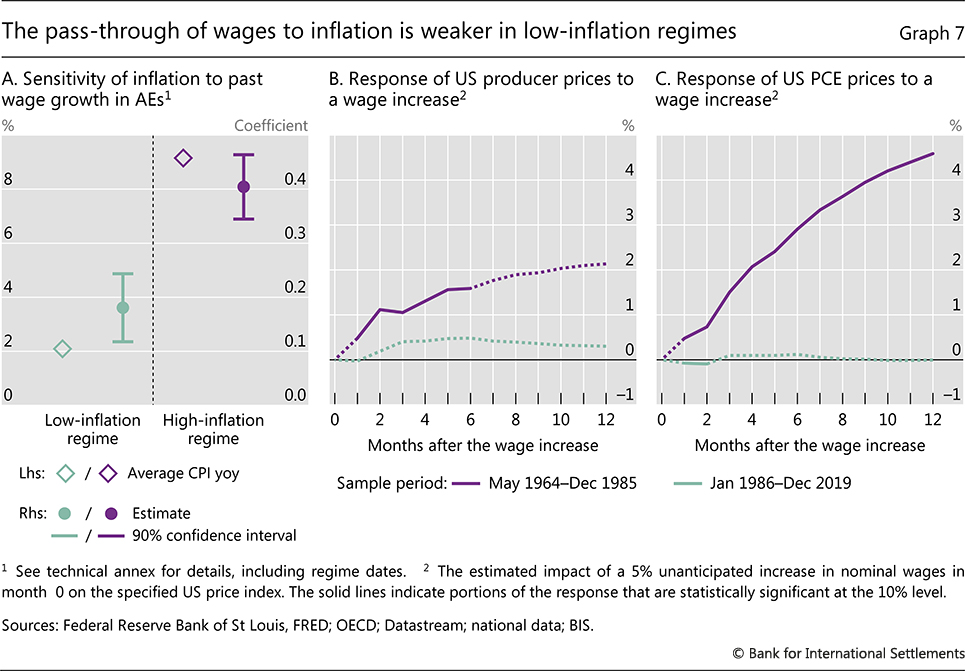 The pass-through of wages to inflation is weaker in low-inflation regimes
Graph 7
A. Sensitivity of inflation to past
wage growth in AEs1
B. Response of US producer prices to
a wage increase2
C. Response of US PCE prices to a
wage increase2
%
Coefficient
%
%
8
6
4
2
0
0.4
0.3
0.2
0.1
0.0
Low-inflation
regime
High-inflation
regime
4
3
2
1
0
–1
0 2 4 6 8 10 12
Months after the wage increase
4
3
2
1
0
–1
0 2 4 6 8 10 12
Months after the wage increase
Lhs: / Average CPI yoy
Rhs: / Estimate
/ 90% confidence interval
Sample period: May 1964–Dec 1985 Jan 1986–Dec 2019
1 See technical annex for details, including regime dates. 2 The estimated impact of a 5% unanticipated increase in nominal wages in
month 0 on the specified US price index. The solid lines indicate portions of the response that are statistically significant at the 10% level.
Sources: Federal Reserve Bank of St Louis, FRED; OECD; Datastream; national data; BIS.
© Bank for International Settlements